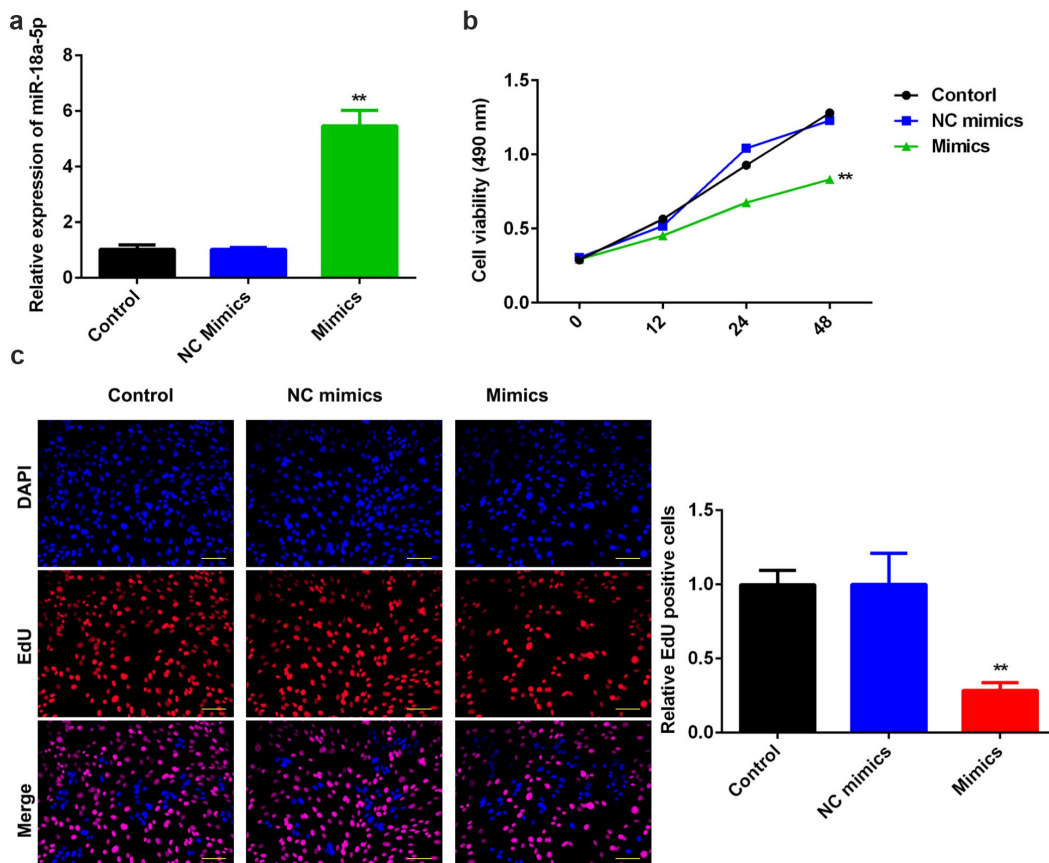 a
Relative expression of miR-18a-5p
8
6
4
2
0
**
Control
NC Mimics
Mimics
b
Cell viability (490 nm)
1.5
1.0
0.5
0.0
0
12
24
48
**
Contorl
NC mimics
Mimics
c
Control
NC mimics
Mimics
DAPI
EdU
Merge
Relative EdU positive cells
1.5
1.0
0.5
0.0
**
Control
NC mimics
Mimics